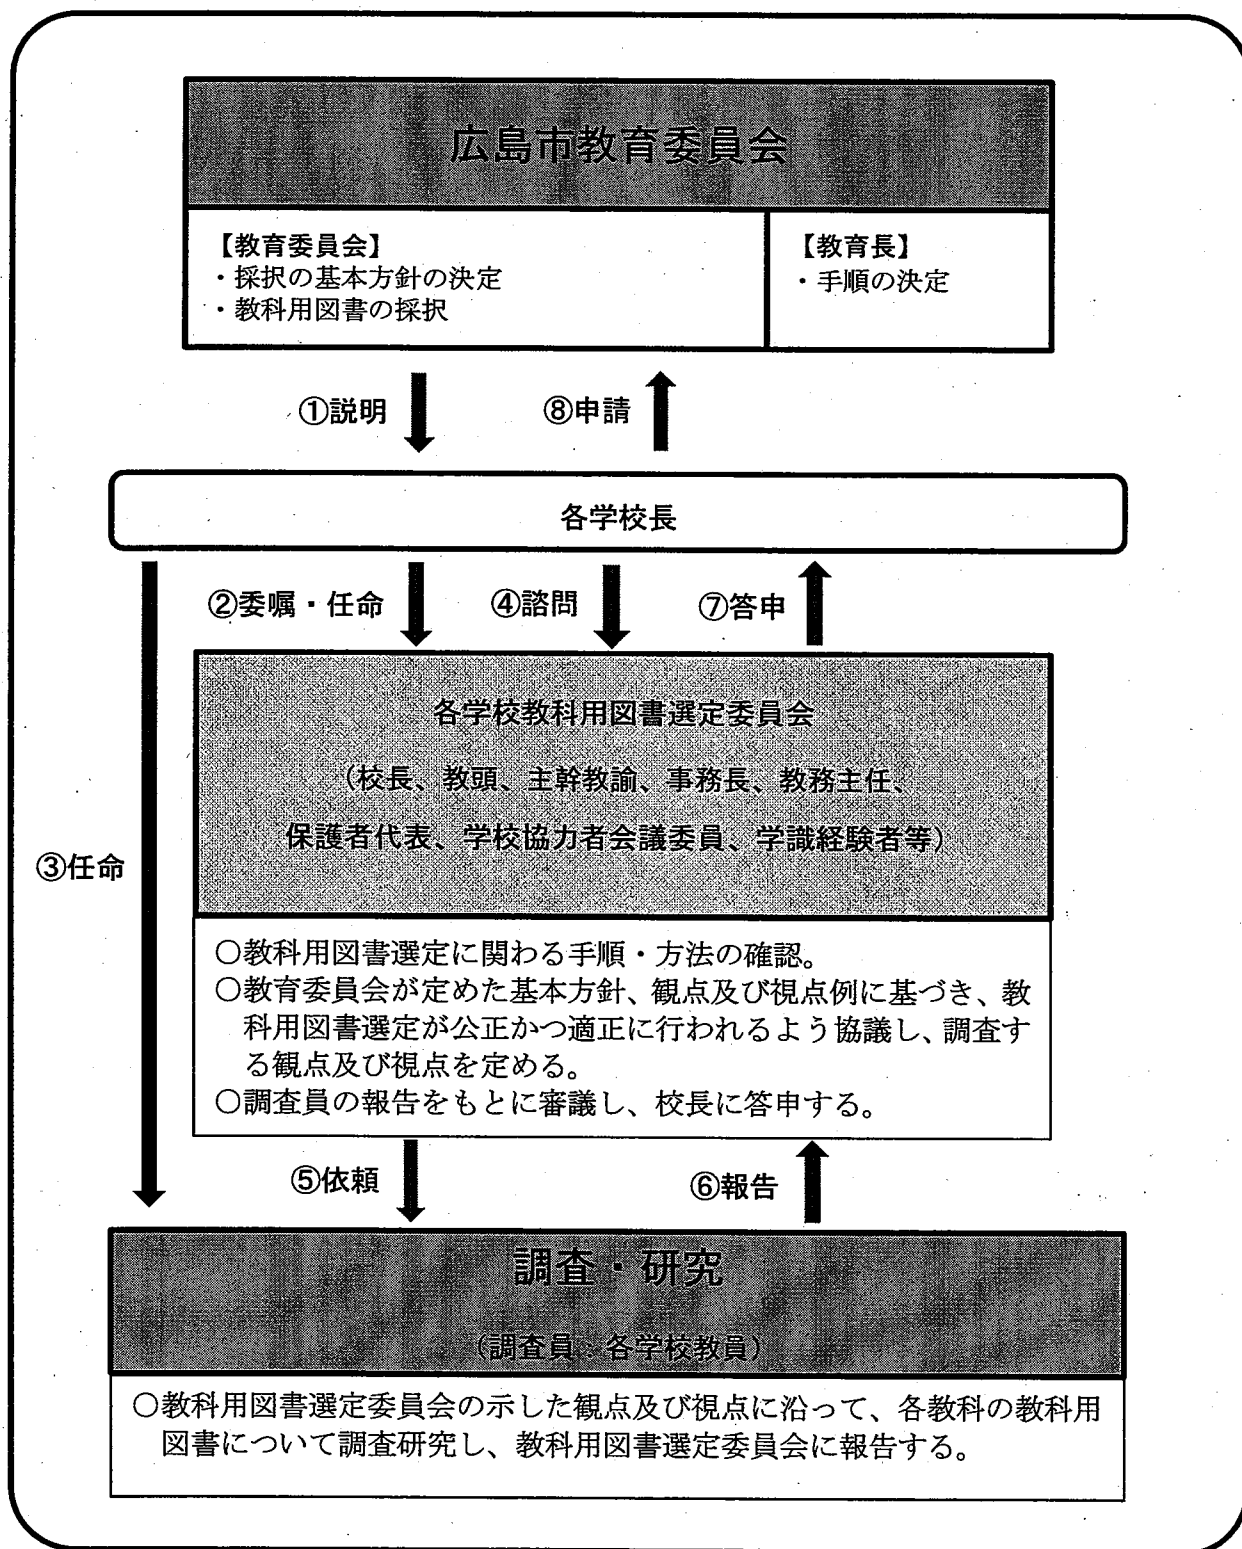 広島市教育委員会
【教育委員会】
・採択の基本方針の決定
・教科用図書の採択
【教育長】
・手順の決定
①説明
⑧申請
各学校長
②委嘱・任命
④諮問
⑦答申
③任命
各学校教科用図書選定委員会
（校長、教頭、主幹教諭、事務長、教務主任、
保護者代表、学校協力者会議委員、学識経験者等）
○教科用図書選定に関わる手順・方法の確認。
○教育委員会が定めた基本方針、観点及び視点例に基づき、教
科用図書選定が公正かつ適正に行われるよう協議し、調査す
る観点及び視点を定める。
○調査員の報告をもとに審議し、校長に答申する。
⑤依頼
⑥報告
調査・研究
（調査員：各学校教員）
○教科用図書選定委員会の示した観点及び視点に沿って、各教科の教科用
図書について調査研究し、教科用図書選定委員会に報告する。